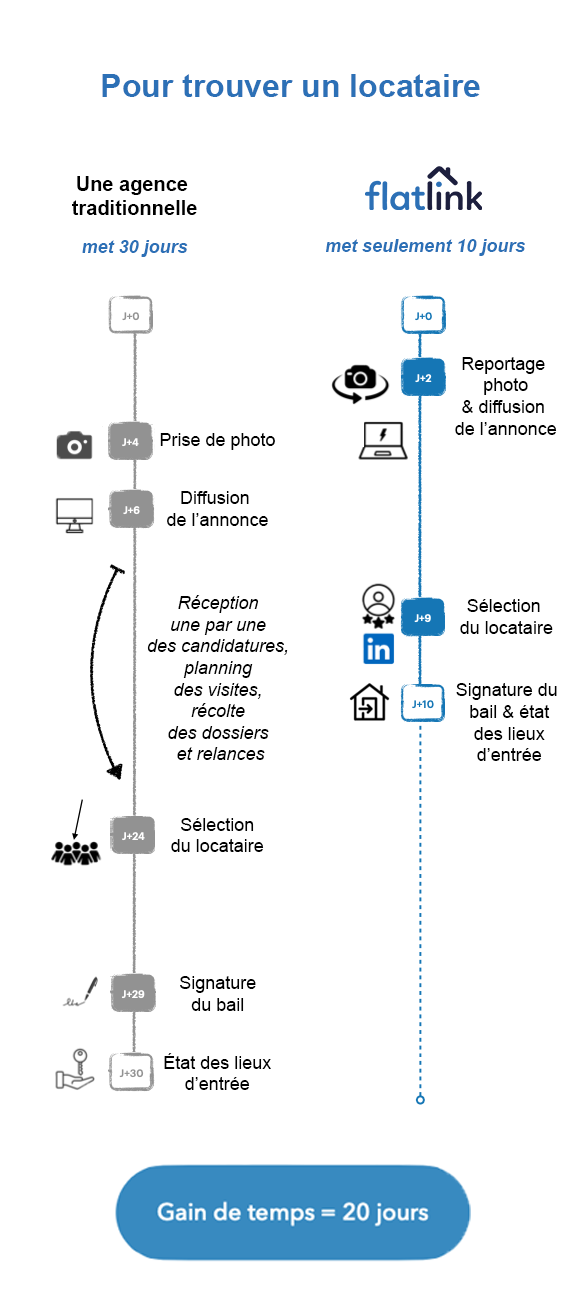 Pour trouver un locataire
Une agence
traditionnelle
met 30 jours
J+0
J+4
Prise de photo
J+6
Diffusion
de l'annonce
Réception
une par une
des candidatures,
planning
des visites,
récolte
des dossiers
et relances
J+24
Sélection
du locataire
J+29
Signature
du bail
J+30
État des lieux
d'entrée
flatlink
met seulement 10 jours
J+0
J+2
Reportage
photo
& diffusion
de l'annonce
J+9
Sélection
du locataire
in
J+10
Signature du
bail & état
des lieux
d'entrée
Gain de temps = 20 jours